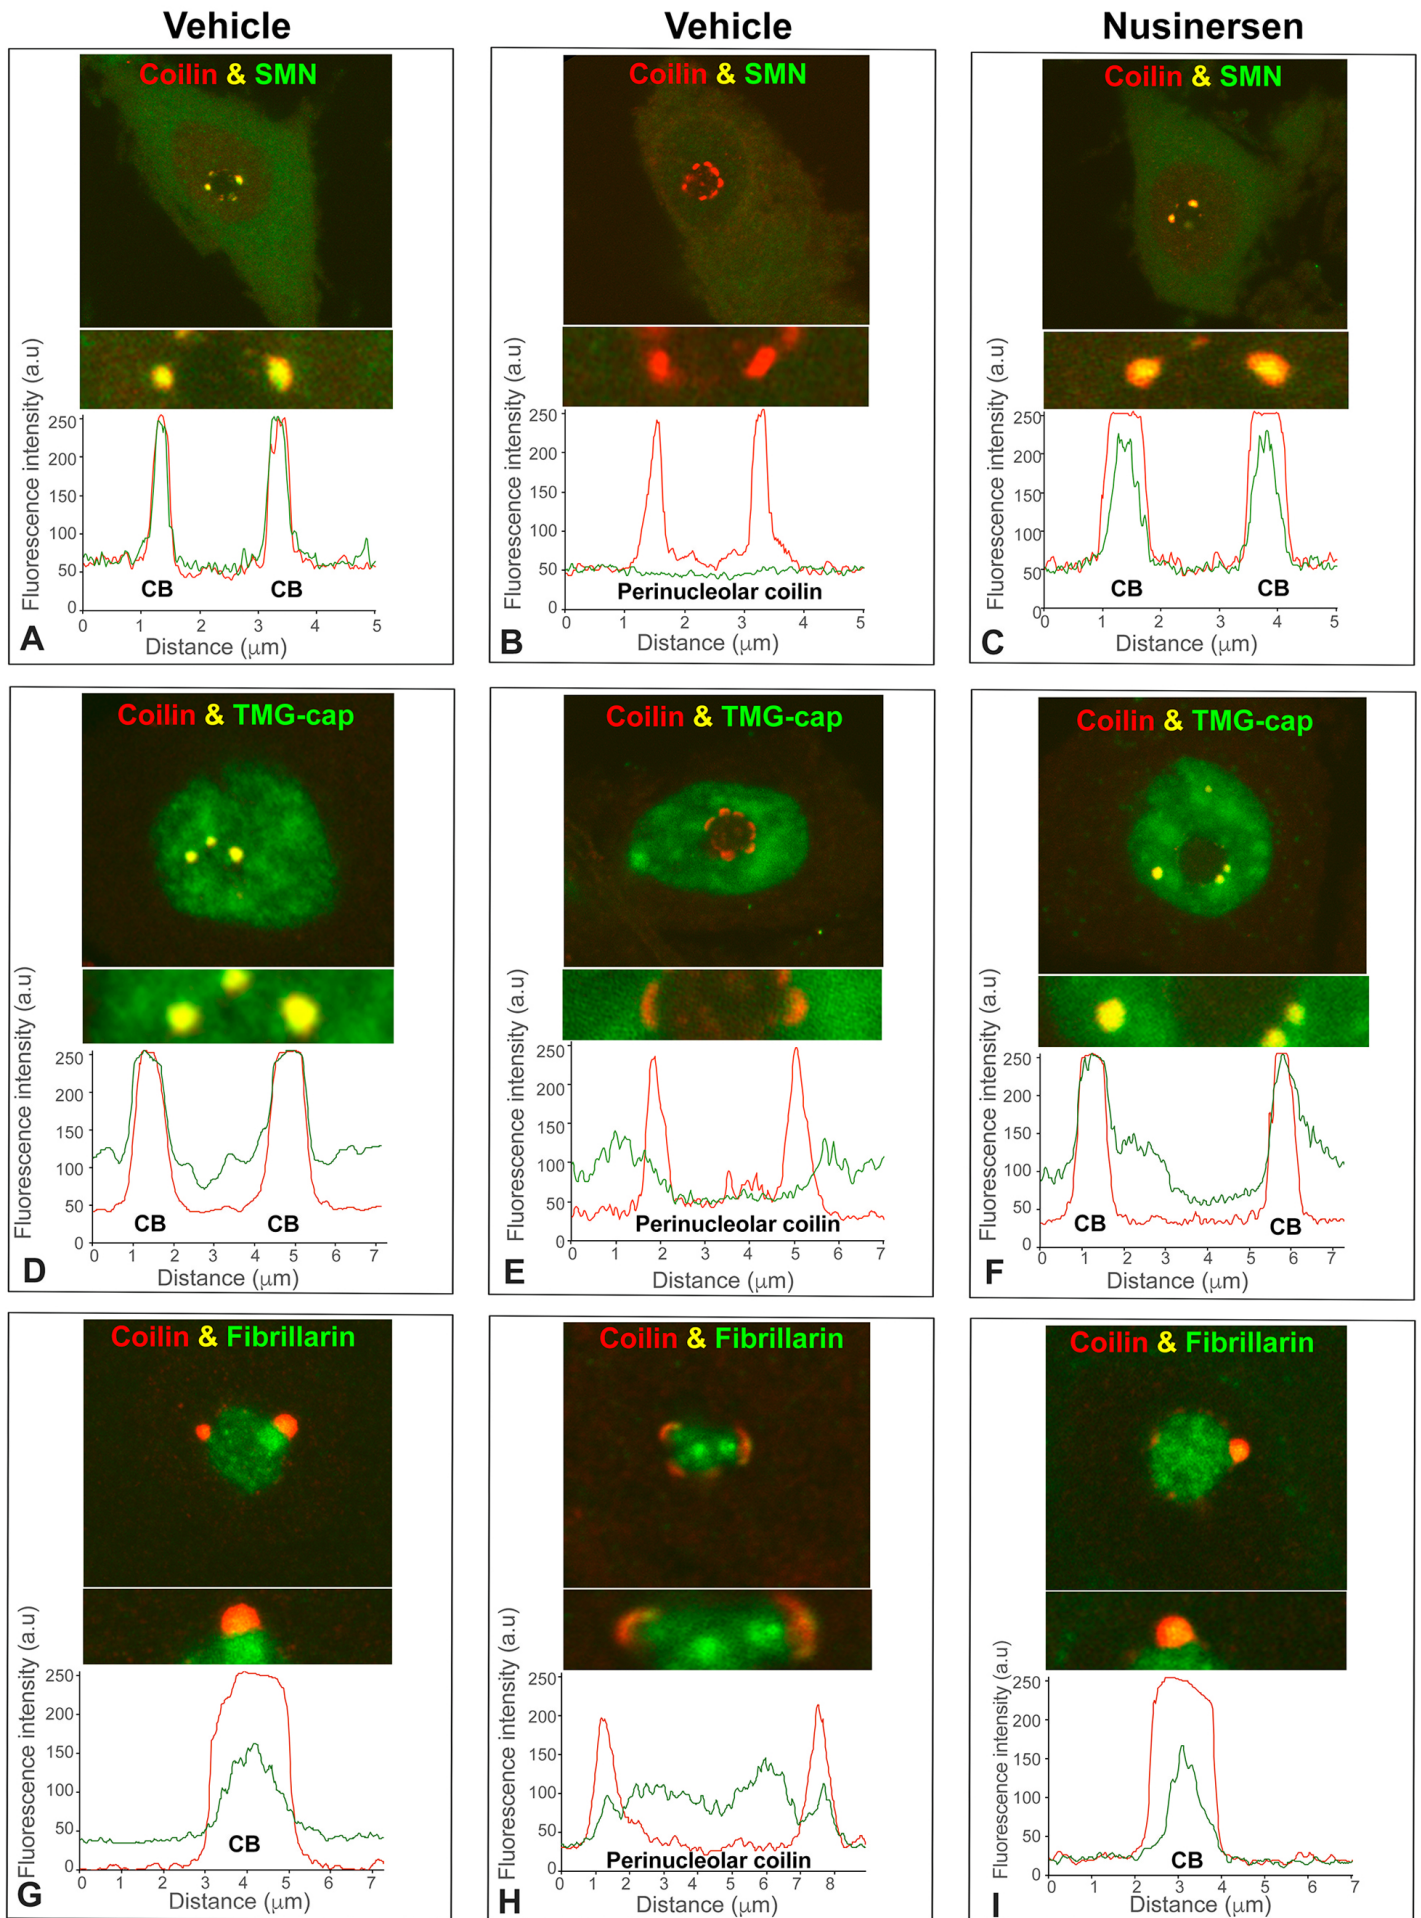 Vehicle
Vehicle
Nusinersen
Coilin & SMN
Fluorescence intensity (a.u)
250
200
150
100
50
0
CB
CB
0 1 2 3 4 5
Distance (μm)
A
Coilin & SMN
Fluorescence intensity (a.u)
250
200
150
100
50
0
Perinucleolar coilin
0 1 2 3 4 5
Distance (μm)
B
Coilin & SMN
Fluorescence intensity (a.u)
250
200
150
100
50
0
CB
CB
0 1 2 3 4 5
Distance (μm)
C
Coilin & TMG-cap
Fluorescence intensity (a.u)
250
200
150
100
50
0
CB
CB
0 1 2 3 4 5 6 7
Distance (μm)
D
Coilin & TMG-cap
Fluorescence intensity (a.u)
250
200
150
100
50
0
Perinucleolar coilin
0 1 2 3 4 5 6 7
Distance (μm)
E
Coilin & TMG-cap
Fluorescence intensity (a.u)
250
200
150
100
50
0
CB
CB
0 1 2 3 4 5 6 7
Distance (μm)
F
Coilin & Fibrillarin
Fluorescence intensity (a.u)
250
200
150
100
50
0
CB
0 1 2 3 4 5 6 7
Distance (μm)
G
Coilin & Fibrillarin
Fluorescence intensity (a.u)
250
200
150
100
50
0
Perinucleolar coilin
0 1 2 3 4 5 6 7 8
Distance (μm)
H
Coilin & Fibrillarin
Fluorescence intensity (a.u)
250
200
150
100
50
0
CB
0 1 2 3 4 5 6 7
Distance (μm)
I